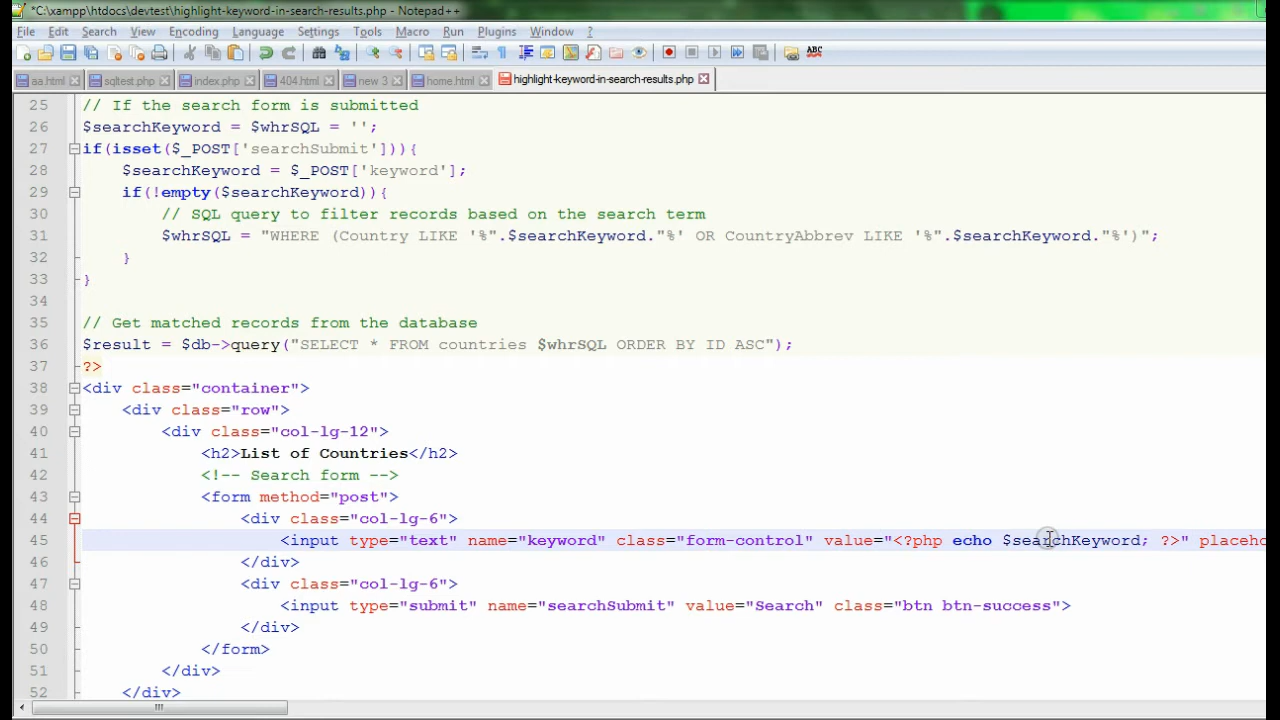 *C:\xampp\htdocs\devtest\highlight-keyword-in-search-results.php - Notepad++
File Edit Search View Encoding Language Settings Tools Macro Run Plugins Window ?
aa.html sqltest.php index.php 404.html new 3 home.html highlight-keyword-in-search-results.php
25 // If the search form is submitted
26 $searchKeyword = $whrSQL = '';
27 if(isset($_POST['searchSubmit'])){
28 $searchKeyword = $_POST['keyword'];
29 if(!empty($searchKeyword)){
30 // SQL query to filter records based on the search term
31 $whrSQL = "WHERE (Country LIKE '%".$searchKeyword."%' OR CountryAbbrev LIKE '%".$searchKeyword."%')";
32 }
33 }
34
35 // Get matched records from the database
36 $result = $db->query("SELECT * FROM countries $whrSQL ORDER BY ID ASC");
37 ?>
38 <div class="container">
39 <div class="row">
40 <div class="col-lg-12">
41 <h2>List of Countries</h2>
42 <!-- Search form -->
43 <form method="post">
44 <div class="col-lg-6">
45 <input type="text" name="keyword" class="form-control" value="<?php echo $searchKeyword; ?>" placeho
46 </div>
47 <div class="col-lg-6">
48 <input type="submit" name="searchSubmit" value="Search" class="btn btn-success">
49 </div>
50 </form>
51 </div>
52 </div>